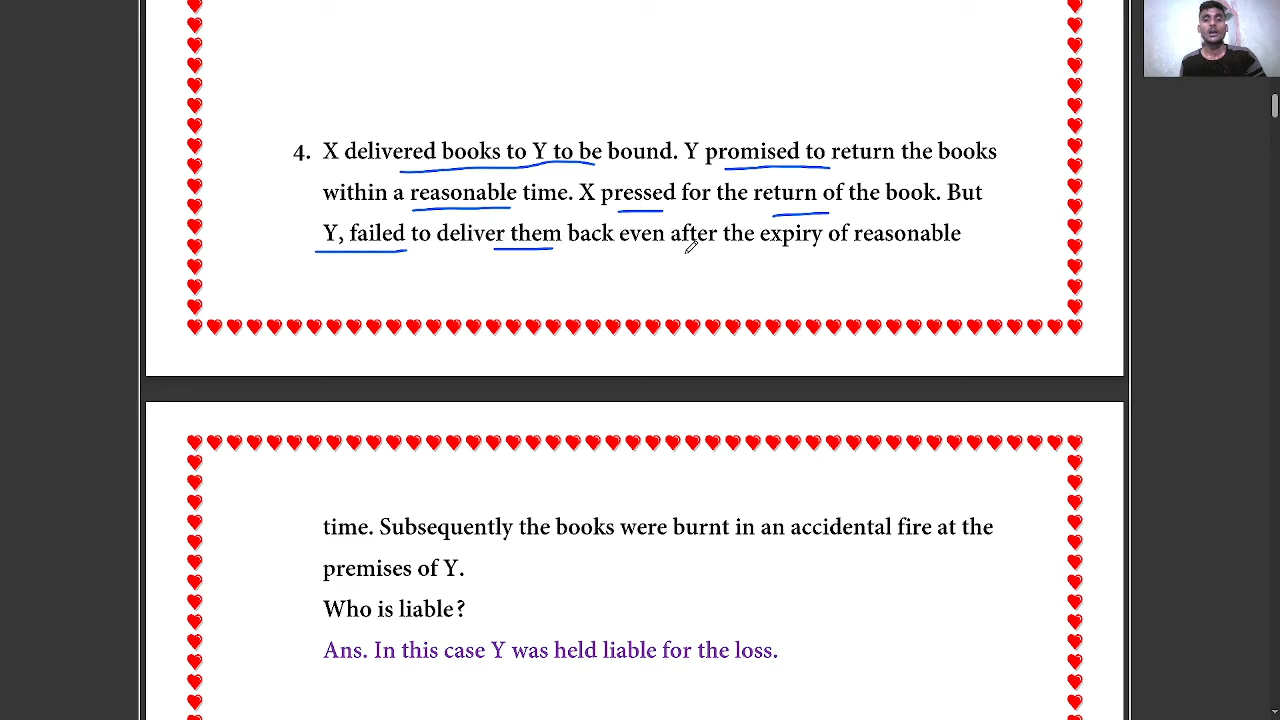 4. X delivered books to Y to be bound. Y promised to return the books
within a reasonable time. X pressed for the return of the book. But
Y, failed to deliver them back even after the expiry of reasonable
time. Subsequently the books were burnt in an accidental fire at the
premises of Y.
Who is liable?
Ans. In this case Y was held liable for the loss.